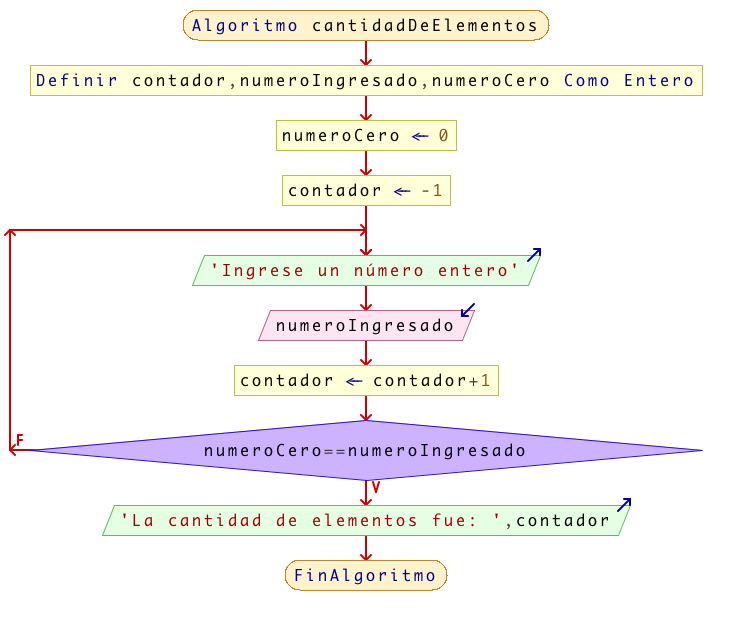 Algoritmo cantidadDeElementos
Definir contador,numeroIngresado,numeroCero Como Entero
numeroCero ← 0
contador ← -1
'Ingrese un número entero'
numeroIngresado
contador ← contador+1
numeroCero==numeroIngresado
F
V
'La cantidad de elementos fue: ',contador
FinAlgoritmo